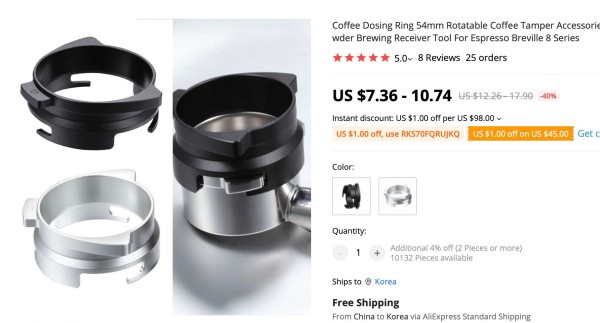 Coffee Dosing Ring 54mm Rotatable Coffee Tamper Accessorie
wder Brewing Receiver Tool For Espresso Breville 8 Series
5.0 8 Reviews 25 orders
US $7.36 - 10.74 US $12.26 - 17.90 -40%
Instant discount: US $1.00 off per US $98.00
US $1.00 off, use RKS70FQRUJKQ US $1.00 off on US $45.00 Get c
Color:
Quantity:
1 Additional 4% off (2 Pieces or more)
10132 Pieces available
Ships to Korea
Free Shipping
From China to Korea via AliExpress Standard Shipping